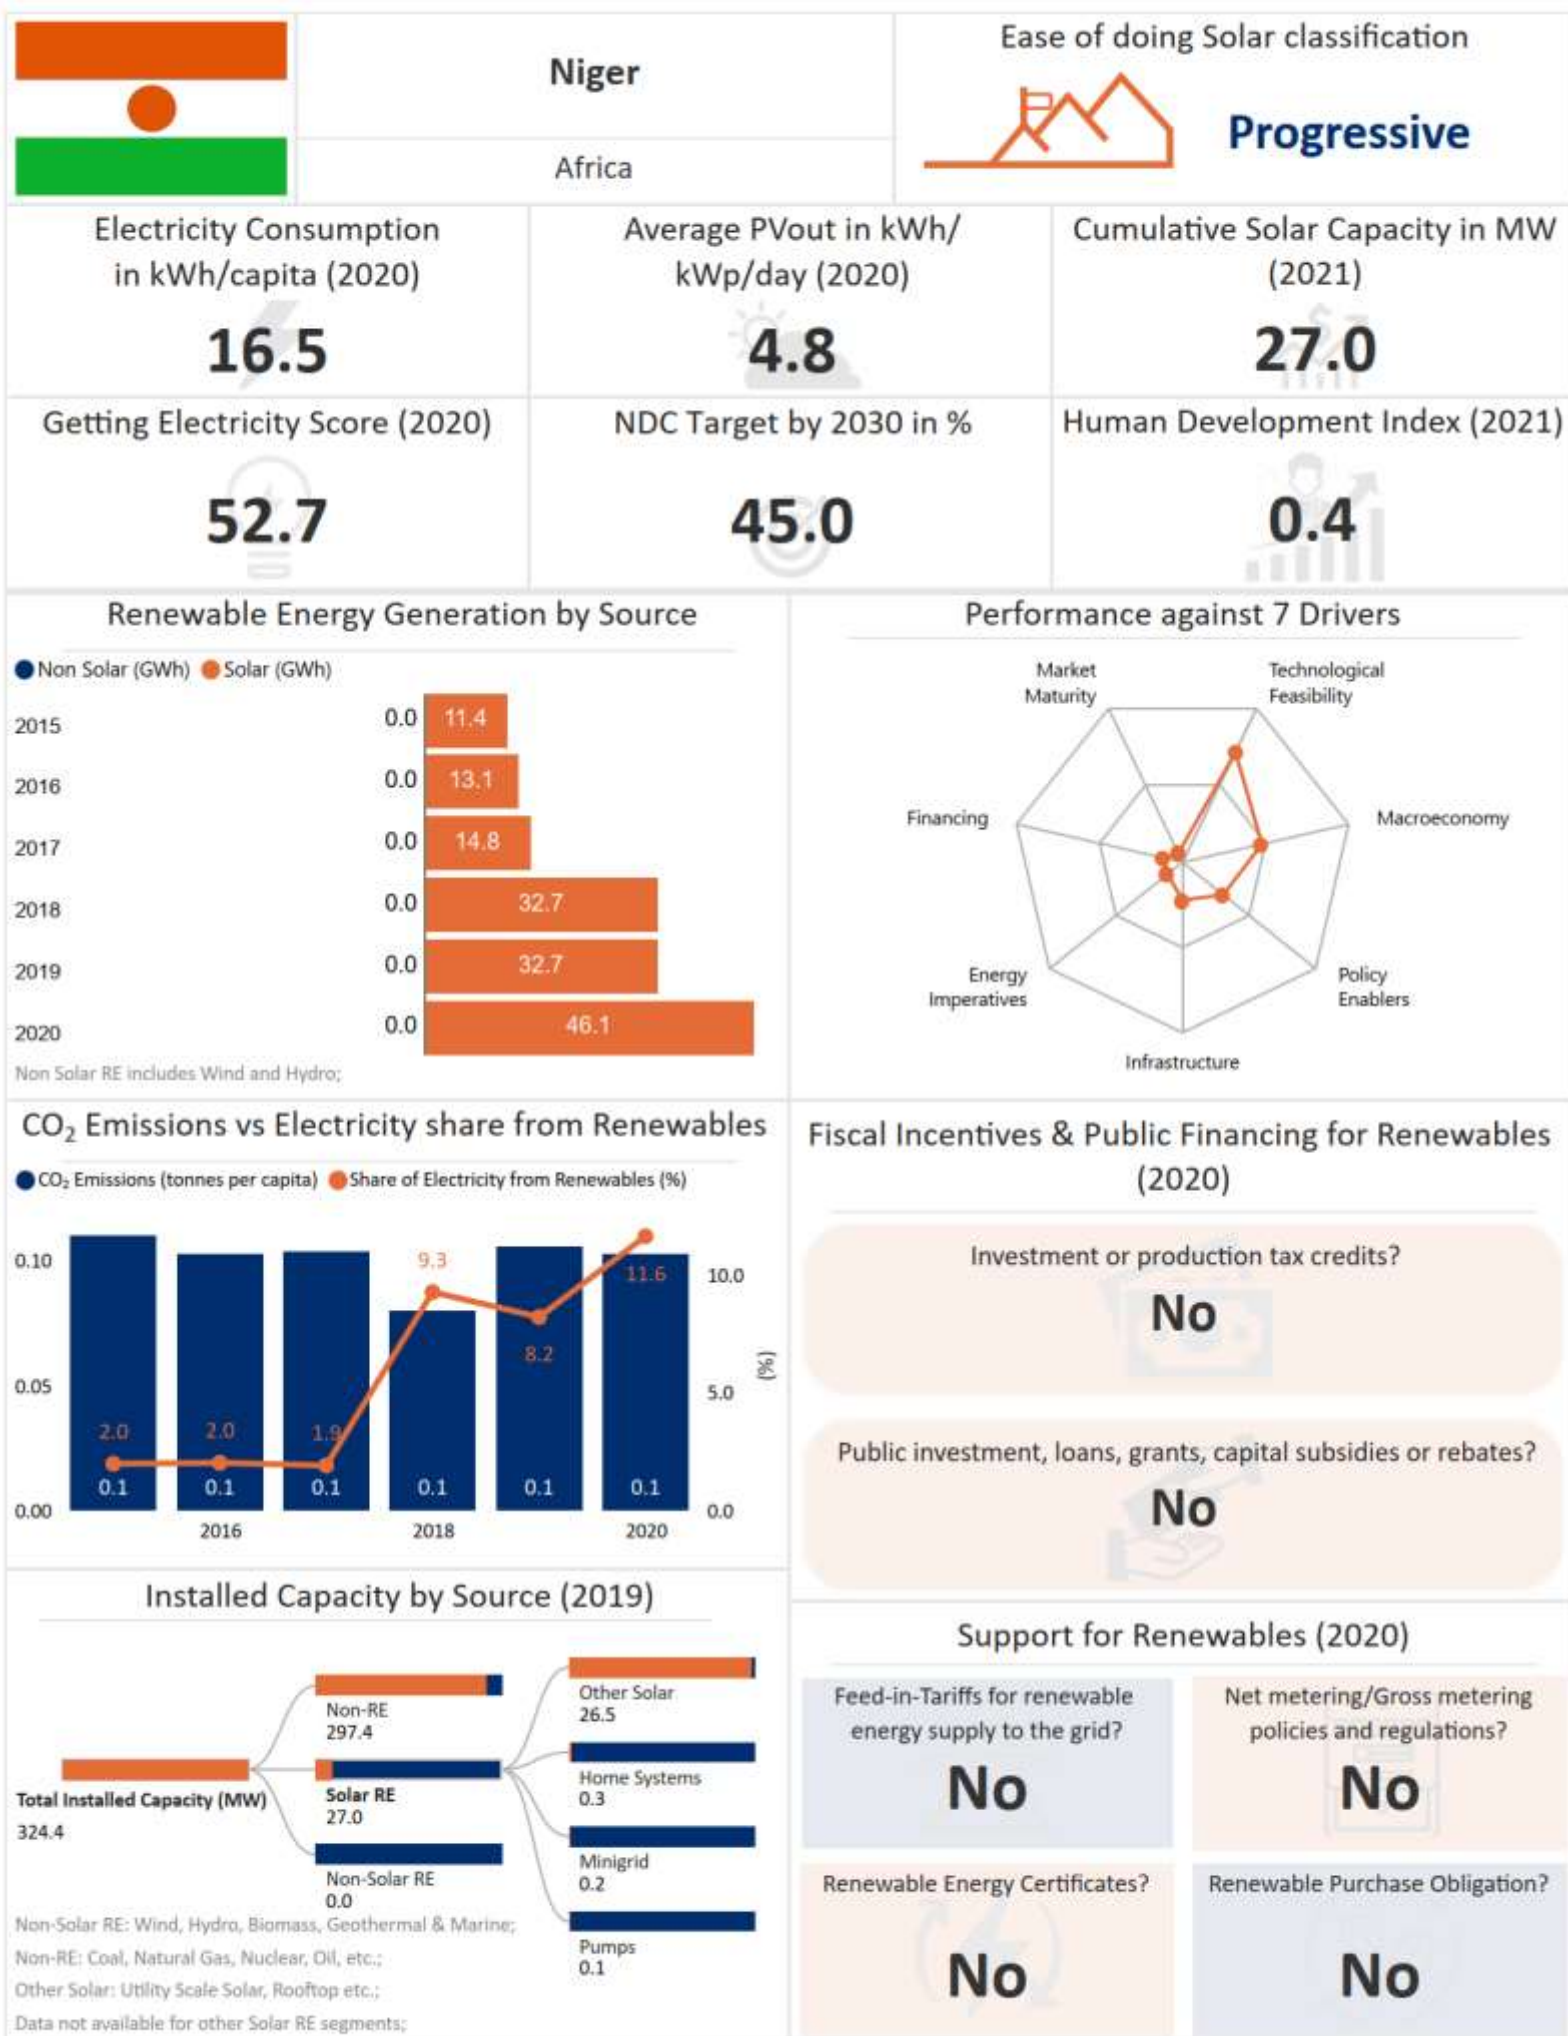 Niger
Africa
Ease of doing Solar classification
Progressive
Electricity Consumption
in kWh/capita (2020)
16.5
Average PVout in kWh/
kWp/day (2020)
4.8
Cumulative Solar Capacity in MW
(2021)
27.0
Getting Electricity Score (2020)
52.7
NDC Target by 2030 in %
45.0
Human Development Index (2021)
0.4
Renewable Energy Generation by Source
Non Solar (GWh) Solar (GWh)
2015 0.0 11.4
2016 0.0 13.1
2017 0.0 14.8
2018 0.0 32.7
2019 0.0 32.7
2020 0.0 46.1
Non Solar RE includes Wind and Hydro;
Performance against 7 Drivers
Market
Maturity
Technological
Feasibility
Financing
Macroeconomy
Energy
Imperatives
Policy
Enablers
Infrastructure
CO₂ Emissions vs Electricity share from Renewables
CO₂ Emissions (tonnes per capita) Share of Electricity from Renewables (%)
0.10
0.05
0.00
2.0
2.0
1.9
9.3
8.2
11.6
0.1
0.1
0.1
0.1
0.1
0.1
10.0
5.0
0.0
(%)
2016
2018
2020
Fiscal Incentives & Public Financing for Renewables
(2020)
Investment or production tax credits?
No
Public investment, loans, grants, capital subsidies or rebates?
No
Installed Capacity by Source (2019)
Total Installed Capacity (MW)
324.4
Non-RE
297.4
Solar RE
27.0
Non-Solar RE
0.0
Other Solar
26.5
Home Systems
0.3
Minigrid
0.2
Pumps
0.1
Non-Solar RE: Wind, Hydro, Biomass, Geothermal & Marine;
Non-RE: Coal, Natural Gas, Nuclear, Oil, etc.;
Other Solar: Utility Scale Solar, Rooftop etc.;
Data not available for other Solar RE segments;
Support for Renewables (2020)
Feed-in-Tariffs for renewable
energy supply to the grid?
No
Net metering/Gross metering
policies and regulations?
No
Renewable Energy Certificates?
No
Renewable Purchase Obligation?
No